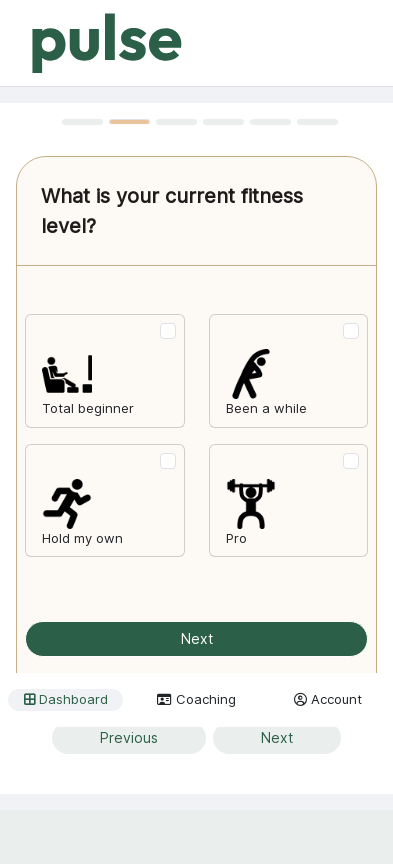 pulse
What is your current fitness
level?
Total beginner
Been a while
Hold my own
Pro
Next
Dashboard
Coaching
Account
Previous
Next